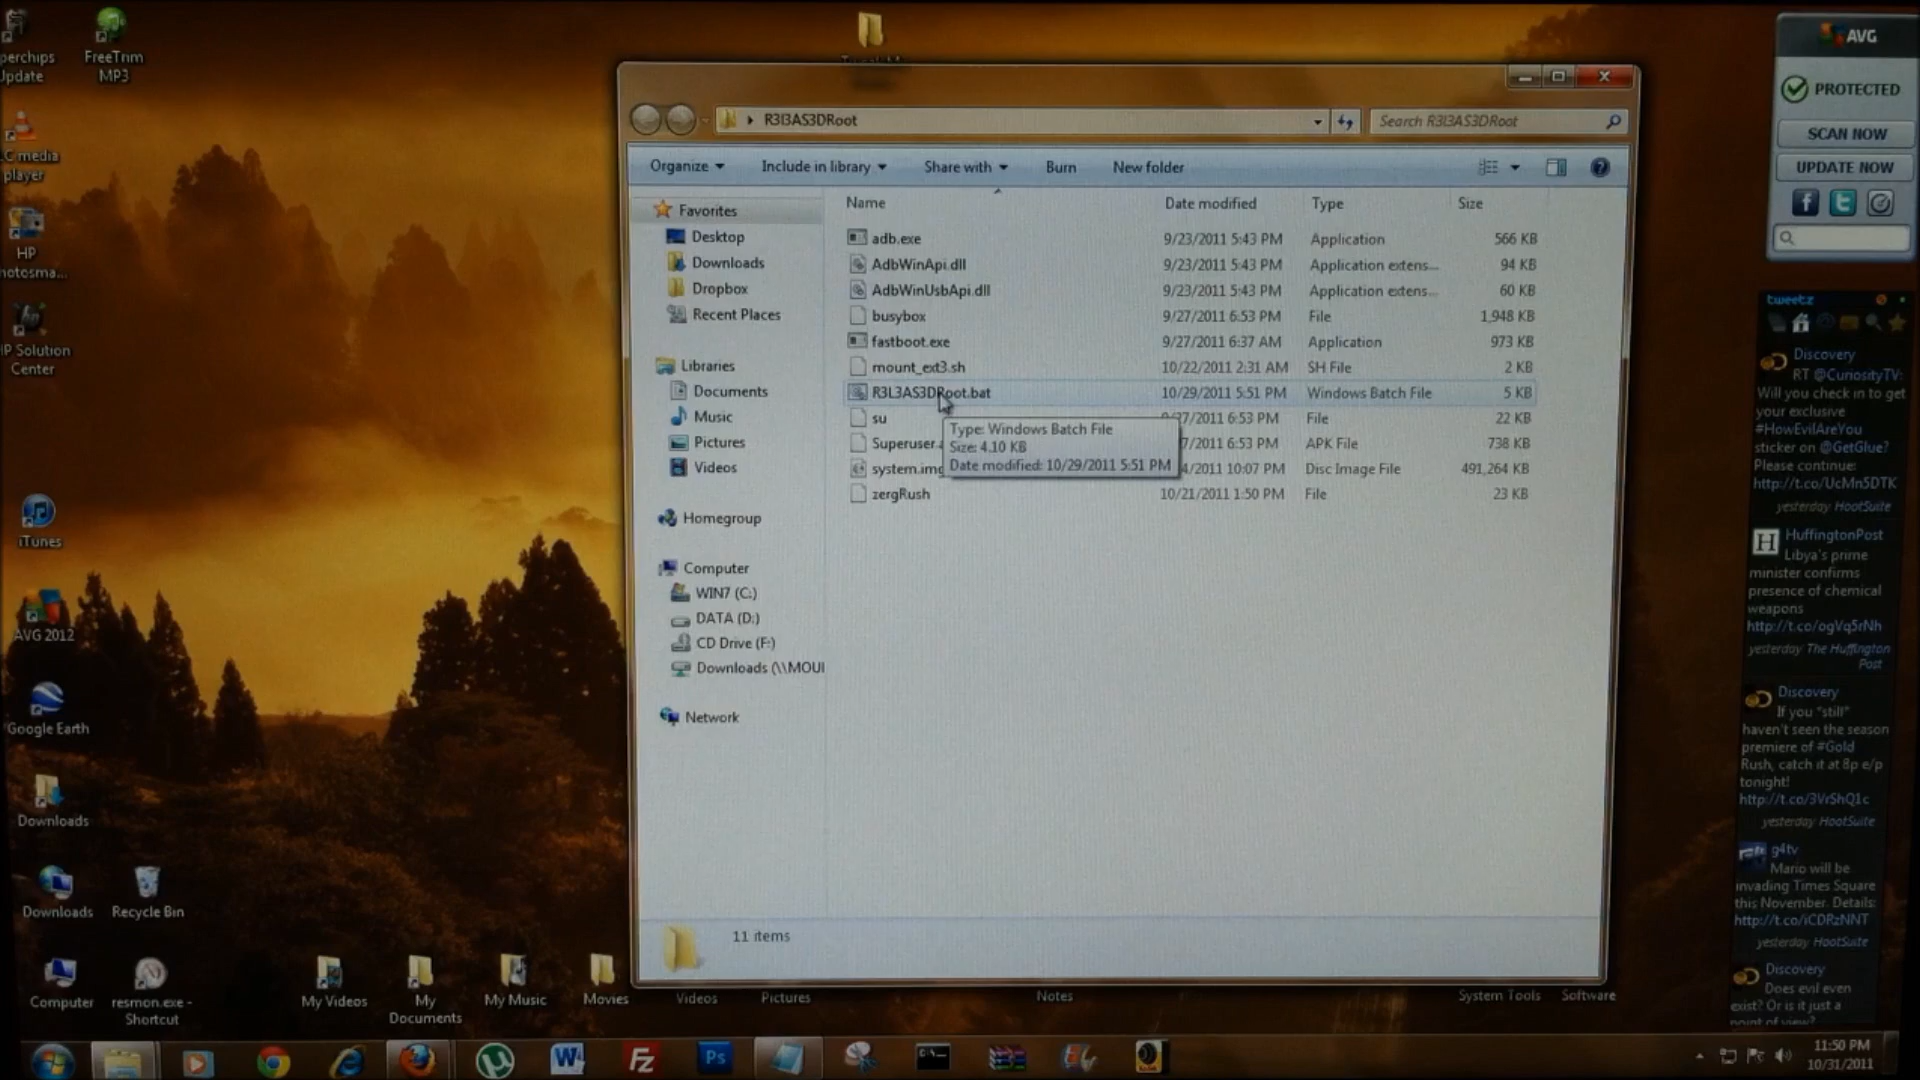 perchips
Update
FreeTrim
MP3
C media
player
HP
hotosma...
HP Solution
Center
iTunes
AVG 2012
Google Earth
Downloads
Downloads
Recycle Bin
Computer
resmon.exe -
Shortcut
My Videos
My
Documents
My Music
Movies
Videos
Pictures
Notes
System Tools
Software
R3l3AS3DRoot
Search R3l3AS3DRoot
Organize
Include in library
Share with
Burn
New folder
Favorites
Desktop
Downloads
Dropbox
Recent Places
Libraries
Documents
Music
Pictures
Videos
Homegroup
Computer
WIN7 (C:)
DATA (D:)
CD Drive (F:)
Downloads (\\MOUI
Network
Name Date modified Type Size
adb.exe 9/23/2011 5:43 PM Application 566 KB
AdbWinApi.dll 9/23/2011 5:43 PM Application extens... 94 KB
AdbWinUsbApi.dll 9/23/2011 5:43 PM Application extens... 60 KB
busybox 9/27/2011 6:53 PM File 1,948 KB
fastboot.exe 9/27/2011 6:37 AM Application 973 KB
mount_ext3.sh 10/22/2011 2:31 AM SH File 2 KB
R3L3AS3DRoot.bat 10/29/2011 5:51 PM Windows Batch File 5 KB
su 27/2011 6:53 PM File 22 KB
Superuser. 7/2011 6:53 PM APK File 738 KB
system.img 4/2011 10:07 PM Disc Image File 491,264 KB
zergRush 10/21/2011 1:50 PM File 23 KB
Type: Windows Batch File
Size: 4.10 KB
Date modified: 10/29/2011 5:51 PM
11 items
AVG
PROTECTED
SCAN NOW
UPDATE NOW
tweetz
Discovery
RT @CuriosityTV:
Will you check in to get
your exclusive
#HowEvilAreYou
sticker on @GetGlue?
Please continue:
http://t.co/UcMn5DTK
yesterday HootSuite
H
HuffingtonPost
Libya's prime
minister confirms
presence of chemical
weapons
http://t.co/ogVq5rNh
yesterday The Huffington
Post
Discovery
If you "still"
haven't seen the season
premiere of #Gold
Rush, catch it at 8p e/p
tonight!
http://t.co/3VrShQ1c
yesterday HootSuite
g4tv
Mario will be
invading Times Square
this November. Details:
http://t.co/iCDRzNNT
yesterday HootSuite
Discovery
Does evil even
exist? Or is it just a
point of view?
W
Fz
Ps
11:50 PM
10/31/2011